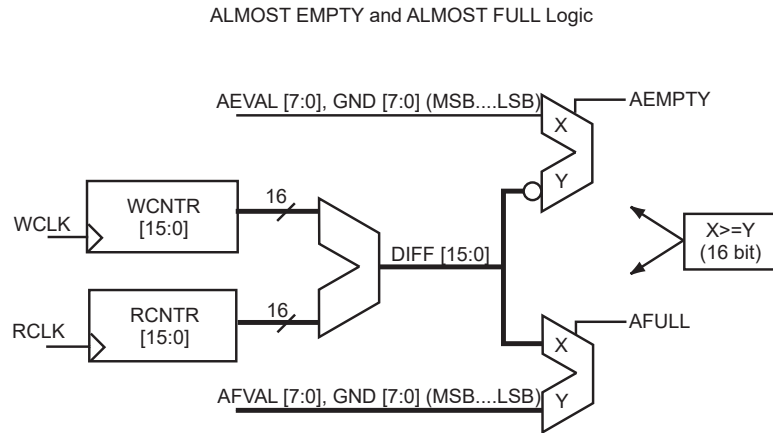 ALMOST EMPTY and ALMOST FULL Logic
AEVAL [7:0], GND [7:0] (MSB....LSB)
AEMPTY
X
Y
WCNTR
[15:0]
16
WCLK
DIFF [15:0]
X>=Y
(16 bit)
RCNTR
[15:0]
16
RCLK
AFULL
X
AFVAL [7:0], GND [7:0] (MSB....LSB)
Y